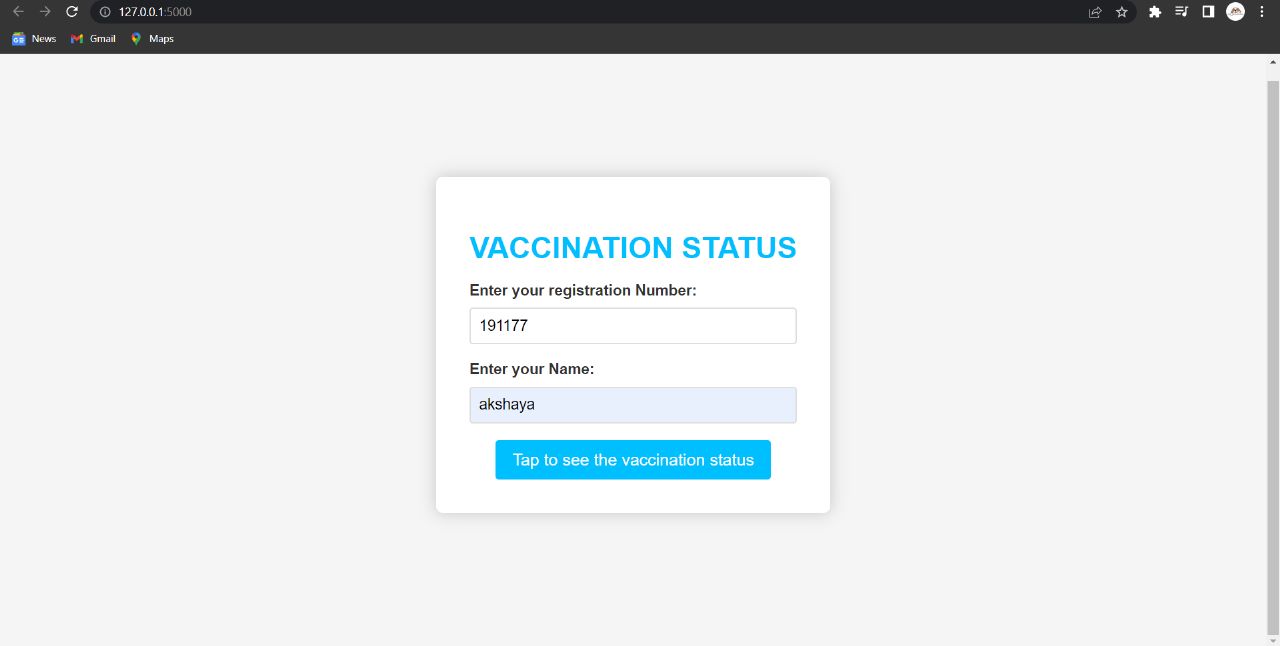 127.0.0.1:5000
News Gmail Maps
VACCINATION STATUS
Enter your registration Number:
191177
Enter your Name:
akshaya
Tap to see the vaccination status